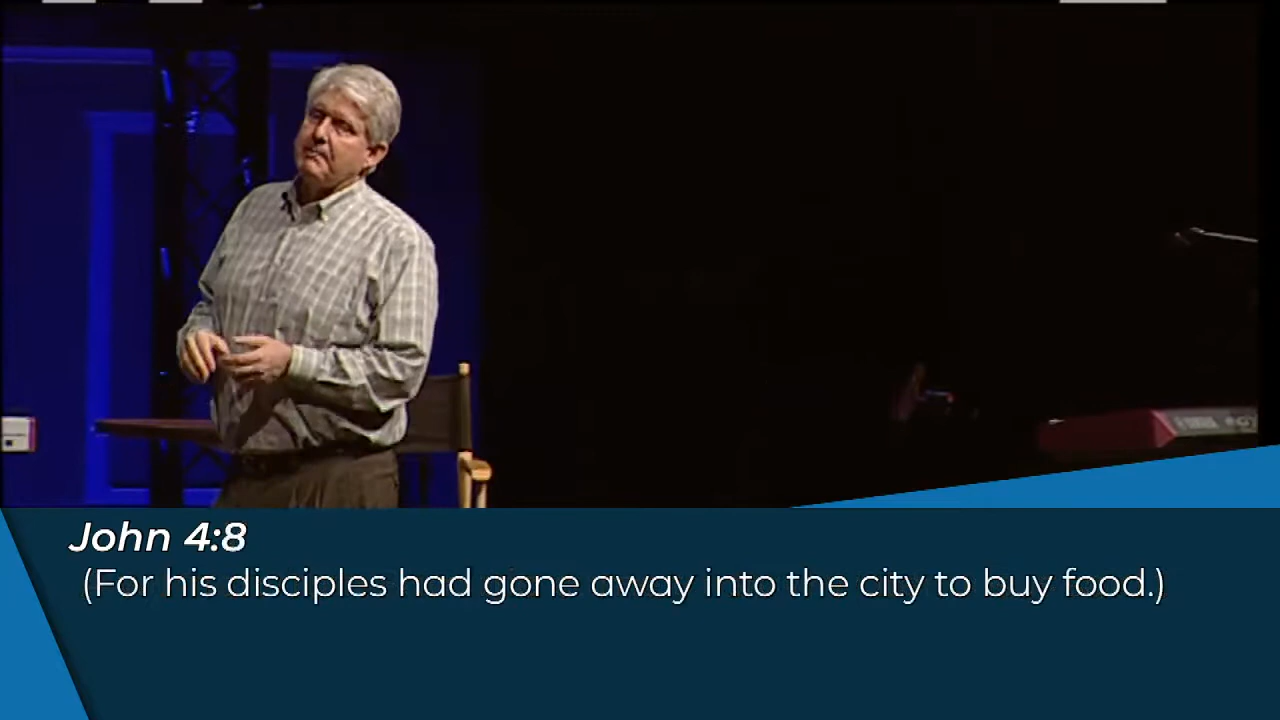 John 4:8
(For his disciples had gone away into the city to buy food.)